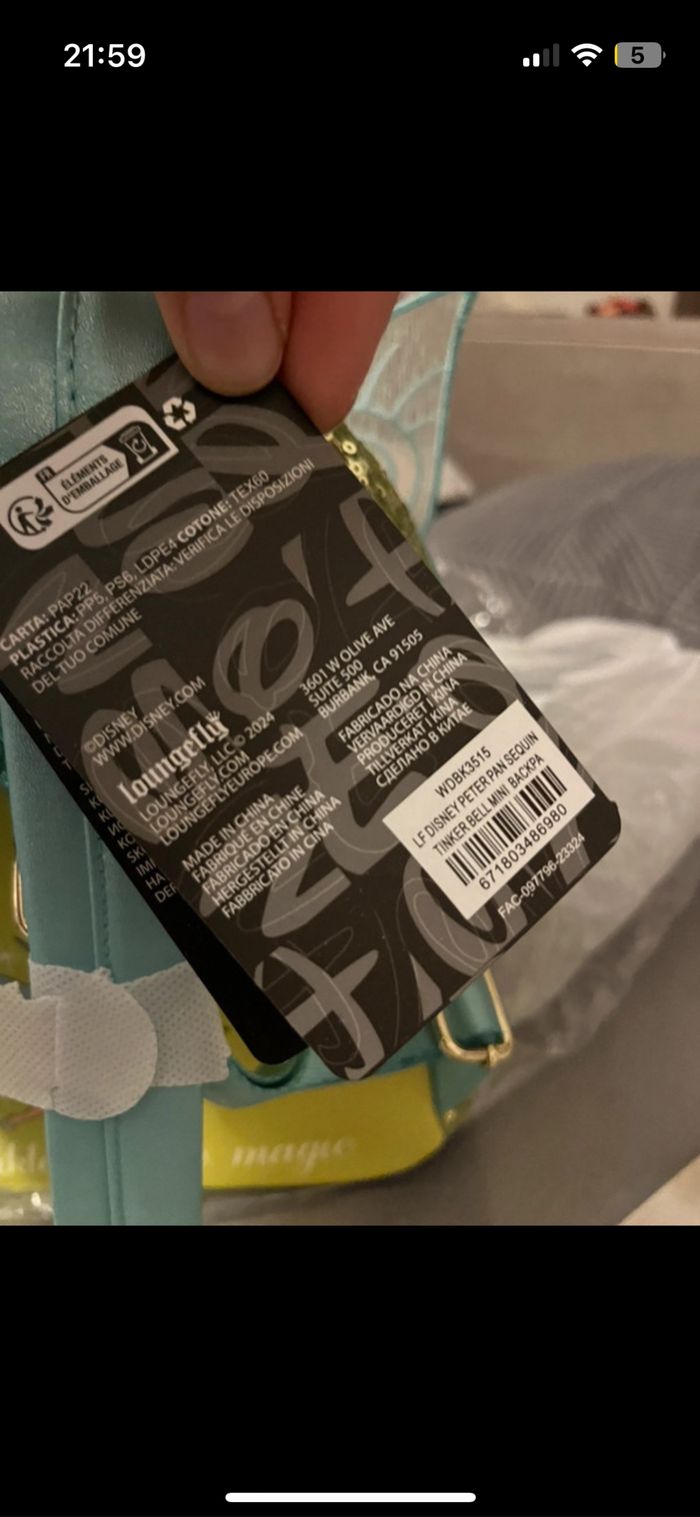 21:59
5
FR
ÉLÉMENTS
D'EMBALLAGE
CARTA: PAP22
PLASTICA: PP5, PS6, LDPE4 COTONE: TEX60
RACCOLTA DIFFERENZIATA: VERIFICA LE DISPOSIZIONI
DEL TUO COMUNE
©DISNEY
WWW.DISNEY.COM
loungefly
LOUNGEFLY, LLC© 2024
LOUNGEFLY.COM
LOUNGEFLYEUROPE.COM
MADE IN CHINA
FABRIQUÉ EN CHINE
FABRICADO EN CHINA
HERGESTELLT IN CHINA
FABBRICATO IN CINA
3601 W OLIVE AVE
SUITE 500
BURBANK, CA 91505
FABRICADO NA CHINA
VERVAARDIGD IN CHINA
PRODUCERET I KINA
TILLVERKAT I KINA
СДЕЛАНО В КИТАЕ
WDBK3515
LF DISNEY PETER PAN SEQUIN
TINKER BELL MINI BACKPA
671803486980
FAC-097796-23324
magic